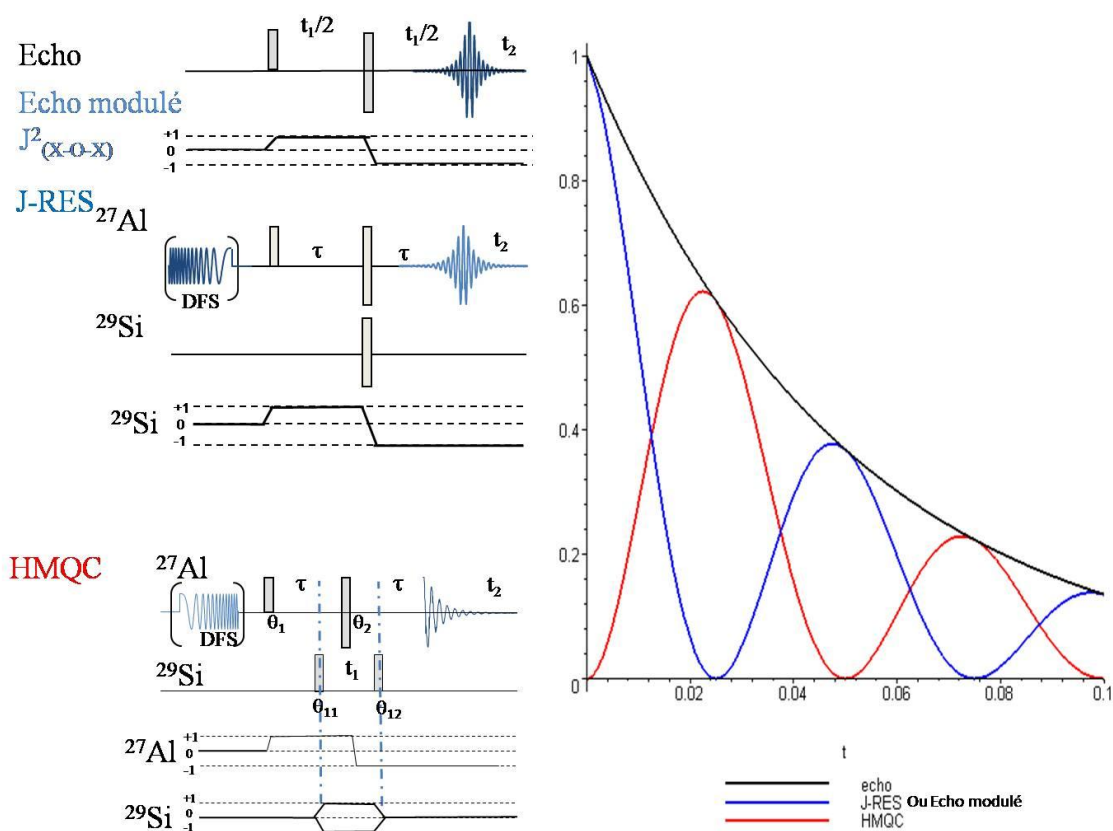 t₁/2 t₁/2 t₂
Echo
Echo modulé
J²(X-O-X)
+1
0
-1
J-RES
²⁷Al
DFS
τ τ t₂
²⁹Si
²⁹Si
+1
0
-1
HMQC
²⁷Al
DFS
τ τ t₂
θ₁ θ₂
²⁹Si
t₁
θ₁₁ θ₁₂
²⁷Al
+1
0
-1
²⁹Si
+1
0
-1
1
0.8
0.6
0.4
0.2
0
0.02 0.04 0.06 0.08 0.1
t
echo
J-RES Ou Echo modulé
HMQC